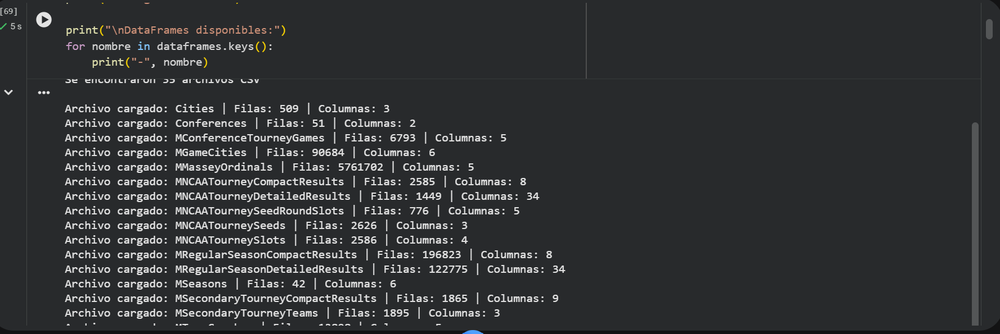 [69]
5 s
print("\nDataFrames disponibles:")
for nombre in dataframes.keys():
print("-", nombre)
Se encontraron 35 archivos CSV
Archivo cargado: Cities | Filas: 509 | Columnas: 3
Archivo cargado: Conferences | Filas: 51 | Columnas: 2
Archivo cargado: MConferenceTourneyGames | Filas: 6793 | Columnas: 5
Archivo cargado: MGameCities | Filas: 90684 | Columnas: 6
Archivo cargado: MMasseyOrdinals | Filas: 5761702 | Columnas: 5
Archivo cargado: MNCAATourneyCompactResults | Filas: 2585 | Columnas: 8
Archivo cargado: MNCAATourneyDetailedResults | Filas: 1449 | Columnas: 34
Archivo cargado: MNCAATourneySeedRoundSlots | Filas: 776 | Columnas: 5
Archivo cargado: MNCAATourneySeeds | Filas: 2626 | Columnas: 3
Archivo cargado: MNCAATourneySlots | Filas: 2586 | Columnas: 4
Archivo cargado: MRegularSeasonCompactResults | Filas: 196823 | Columnas: 8
Archivo cargado: MRegularSeasonDetailedResults | Filas: 122775 | Columnas: 34
Archivo cargado: MSeasons | Filas: 42 | Columnas: 6
Archivo cargado: MSecondaryTourneyCompactResults | Filas: 1865 | Columnas: 9
Archivo cargado: MSecondaryTourneyTeams | Filas: 1895 | Columnas: 3